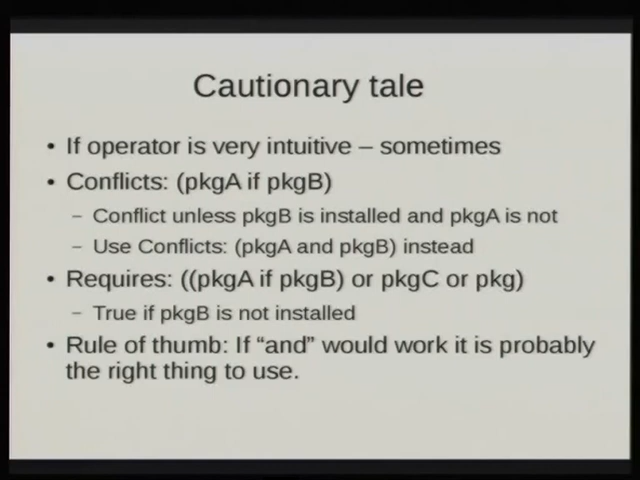 Cautionary tale
• If operator is very intuitive – sometimes
• Conflicts: (pkgA if pkgB)
– Conflict unless pkgB is installed and pkgA is not
– Use Conflicts: (pkgA and pkgB) instead
• Requires: ((pkgA if pkgB) or pkgC or pkg)
– True if pkgB is not installed
• Rule of thumb: If “and” would work it is probably
the right thing to use.